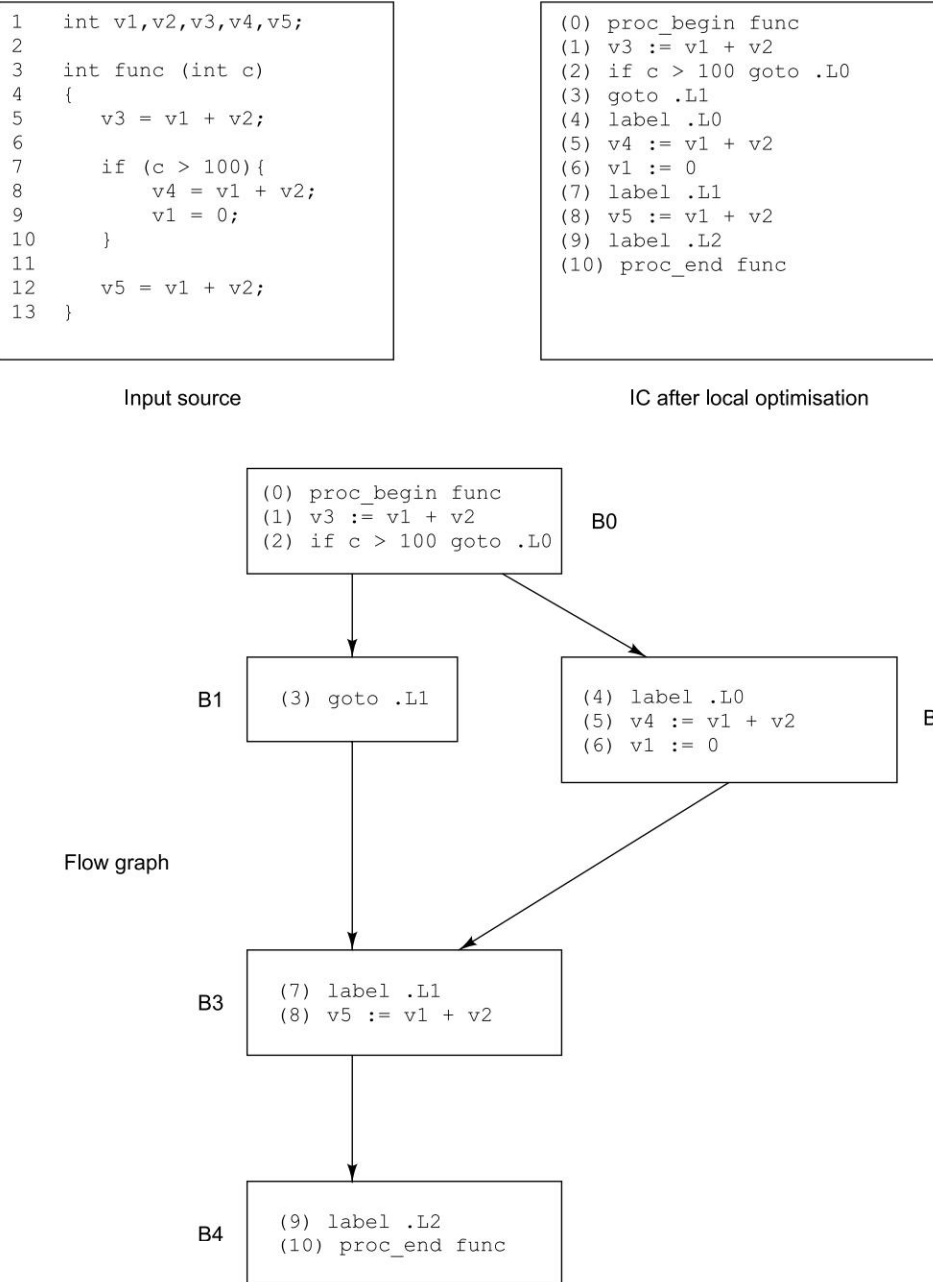 1 int v1,v2,v3,v4,v5;
2
3 int func (int c)
4 {
5 v3 = v1 + v2;
6
7 if (c > 100){
8 v4 = v1 + v2;
9 v1 = 0;
10 }
11
12 v5 = v1 + v2;
13 }
Input source
(0) proc_begin func
(1) v3 := v1 + v2
(2) if c > 100 goto .L0
(3) goto .L1
(4) label .L0
(5) v4 := v1 + v2
(6) v1 := 0
(7) label .L1
(8) v5 := v1 + v2
(9) label .L2
(10) proc_end func
IC after local optimisation
(0) proc_begin func
(1) v3 := v1 + v2
(2) if c > 100 goto .L0
B0
B1
(3) goto .L1
(4) label .L0
(5) v4 := v1 + v2
(6) v1 := 0
Flow graph
B3
(7) label .L1
(8) v5 := v1 + v2
B4
(9) label .L2
(10) proc_end func